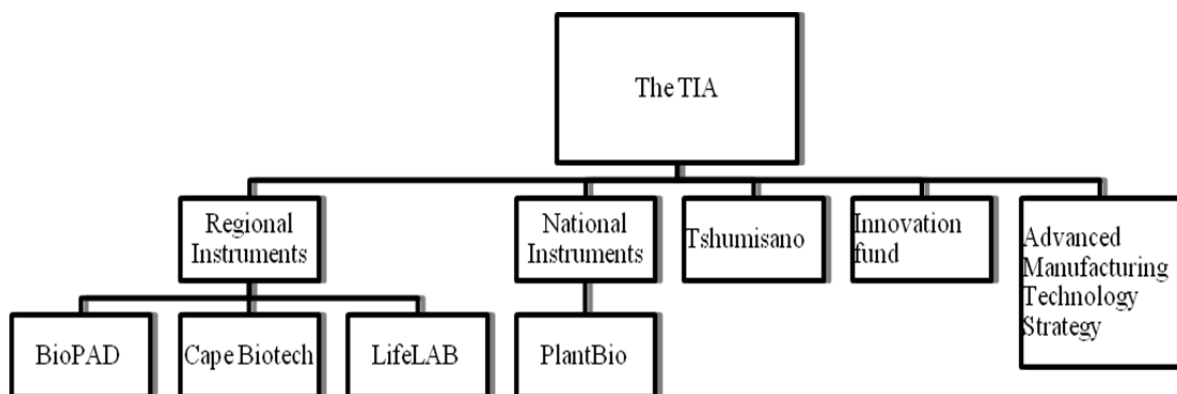 The TIA
Regional
Instruments
National
Instruments
Tshumisano
Innovation
fund
Advanced
Manufacturing
Technology
Strategy
BioPAD
Cape Biotech
LifeLAB
PlantBio